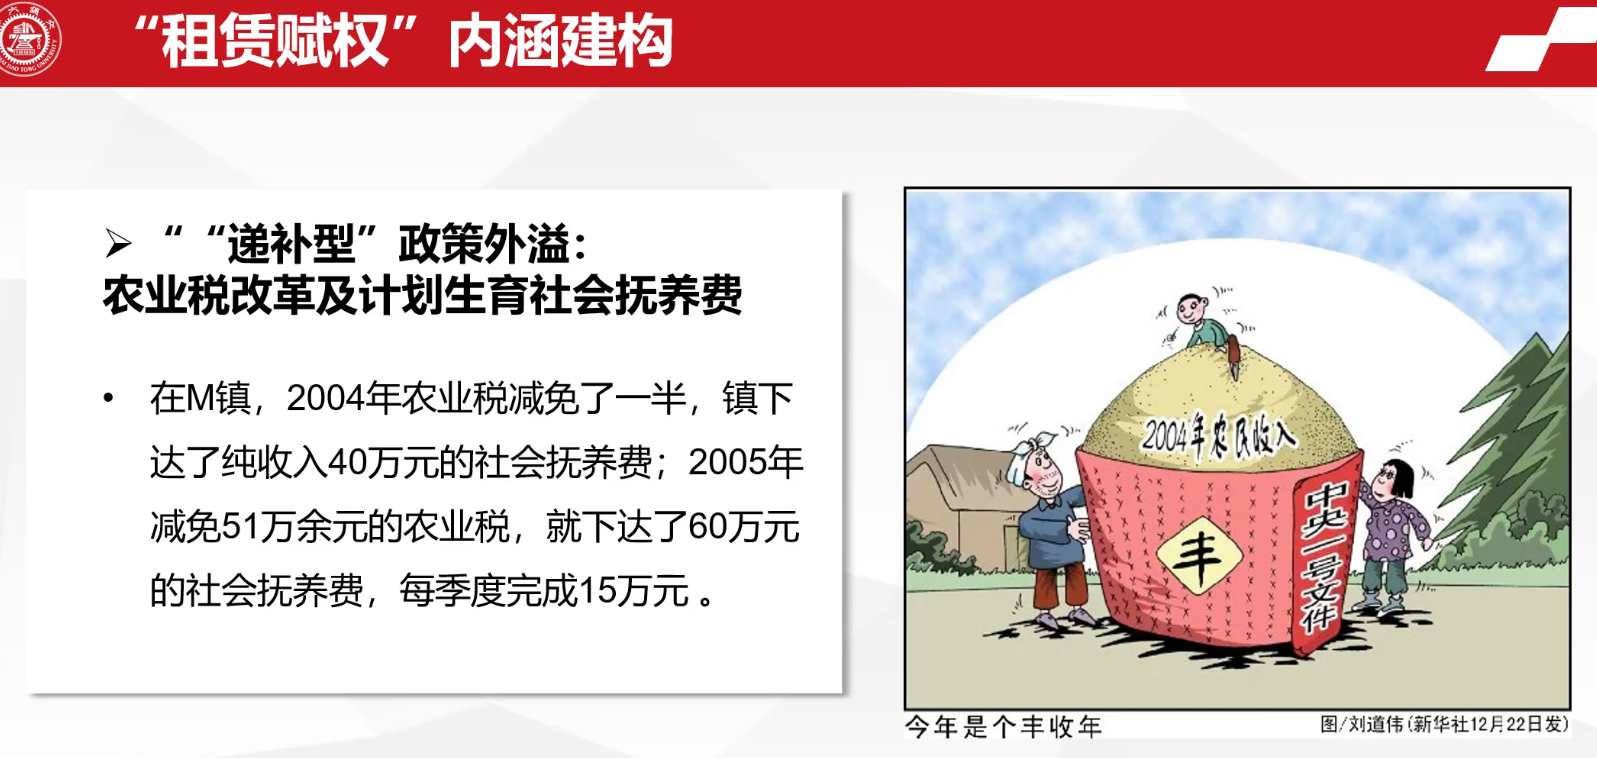 “租赁赋权”内涵建构
➢ “ “递补型”政策外溢：
农业税改革及计划生育社会抚养费
• 在M镇，2004年农业税减免了一半，镇下
达了纯收入40万元的社会抚养费；2005年
减免51万余元的农业税，就下达了60万元
的社会抚养费，每季度完成15万元 。
2004年农民收入
中央一号文件
丰
今年是个丰收年
图/刘道伟(新华社12月22日发)